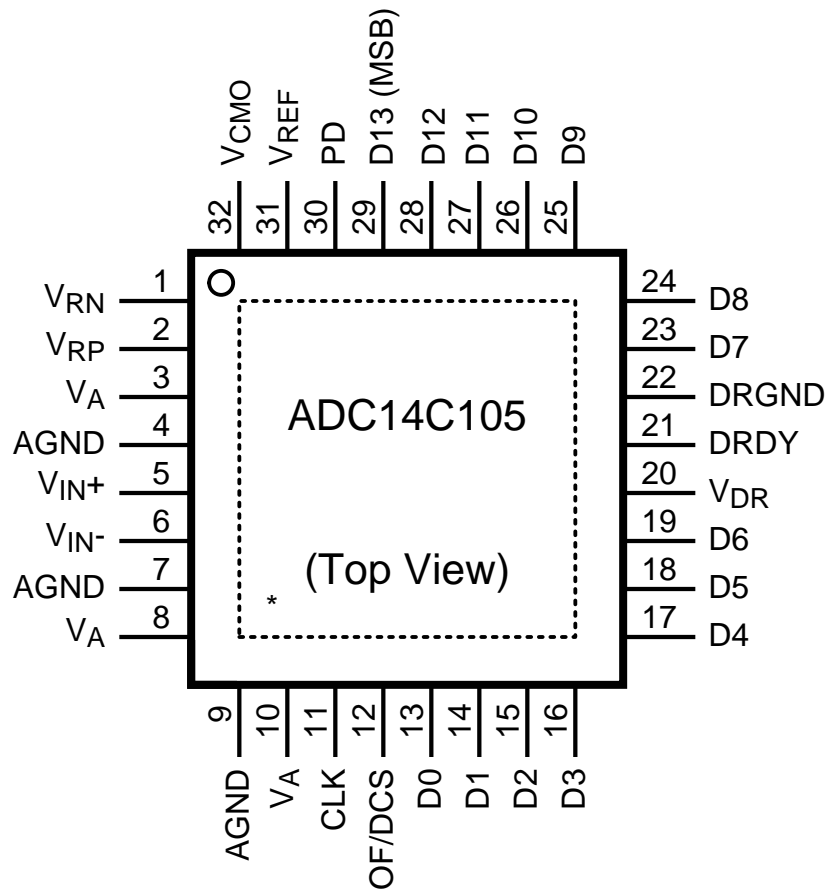 VCMO
VREF
PD
D13 (MSB)
D12
D11
D10
D9
32
31
30
29
28
27
26
25
VRN 1
VRP 2
VA 3
AGND 4
VIN+ 5
VIN- 6
AGND 7
VA 8
ADC14C105
(Top View)
*
24 D8
23 D7
22 DRGND
21 DRDY
20 VDR
19 D6
18 D5
17 D4
9
10
11
12
13
14
15
16
AGND
VA
CLK
OF/DCS
D0
D1
D2
D3